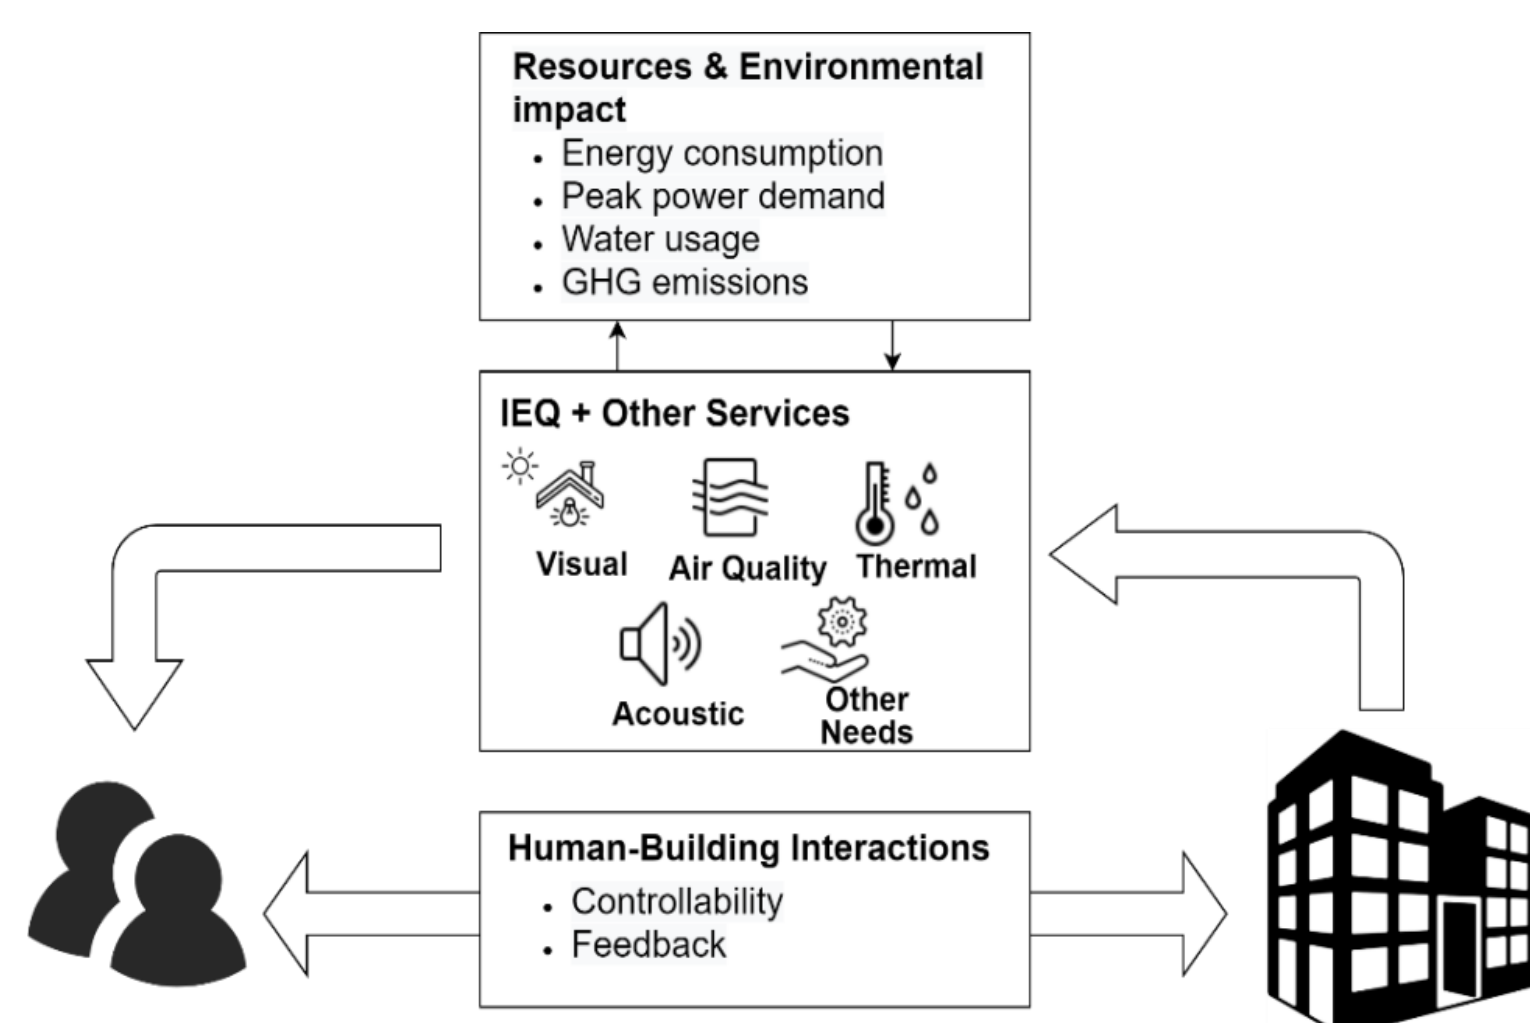 Resources & Environmental
impact
• Energy consumption
• Peak power demand
• Water usage
• GHG emissions
IEQ + Other Services
Visual
Air Quality
Thermal
Acoustic
Other
Needs
Human-Building Interactions
• Controllability
• Feedback